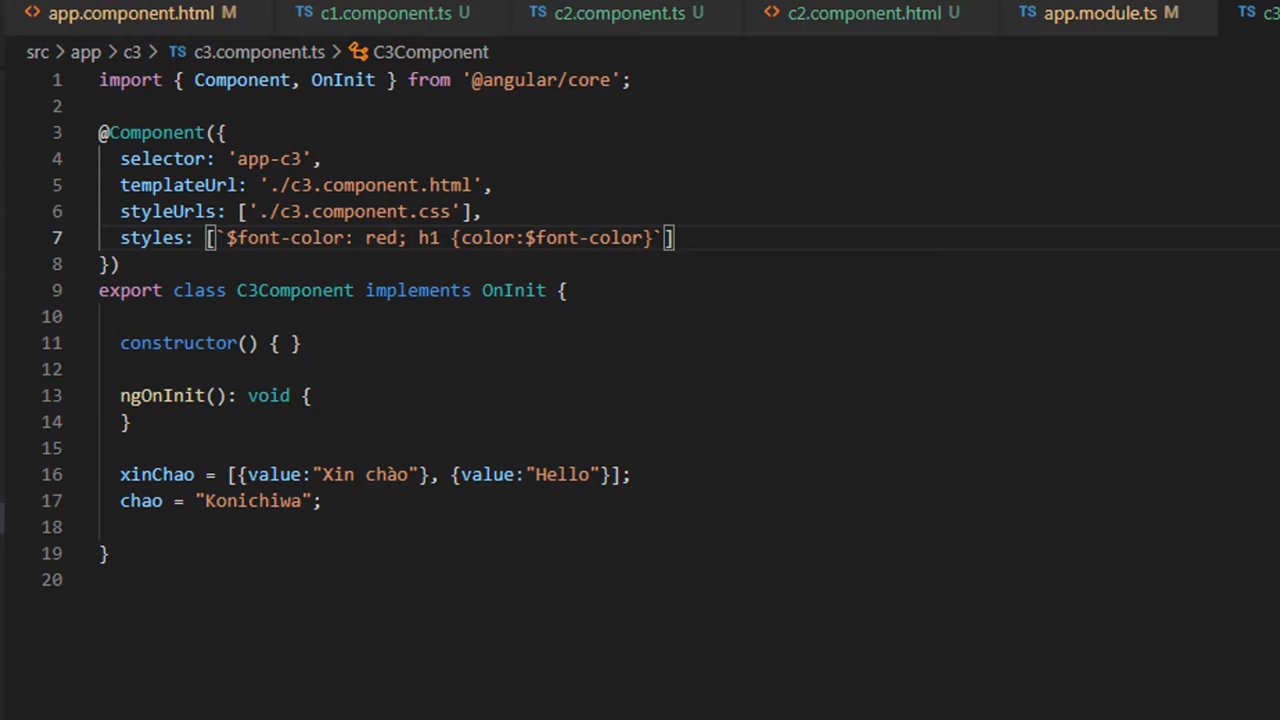 app.component.html M c1.component.ts U c2.component.ts U c2.component.html U app.module.ts M c3
src > app > c3 > TS c3.component.ts > C3Component
1 import { Component, OnInit } from '@angular/core';
2
3 @Component({
4 selector: 'app-c3',
5 templateUrl: './c3.component.html',
6 styleUrls: ['./c3.component.css'],
7 styles: [`$font-color: red; h1 {color:$font-color}`]
8 })
9 export class C3Component implements OnInit {
10
11 constructor() { }
12
13 ngOnInit(): void {
14 }
15
16 xinChao = [{value:"Xin chào"}, {value:"Hello"}];
17 chao = "Konichiwa";
18
19 }
20